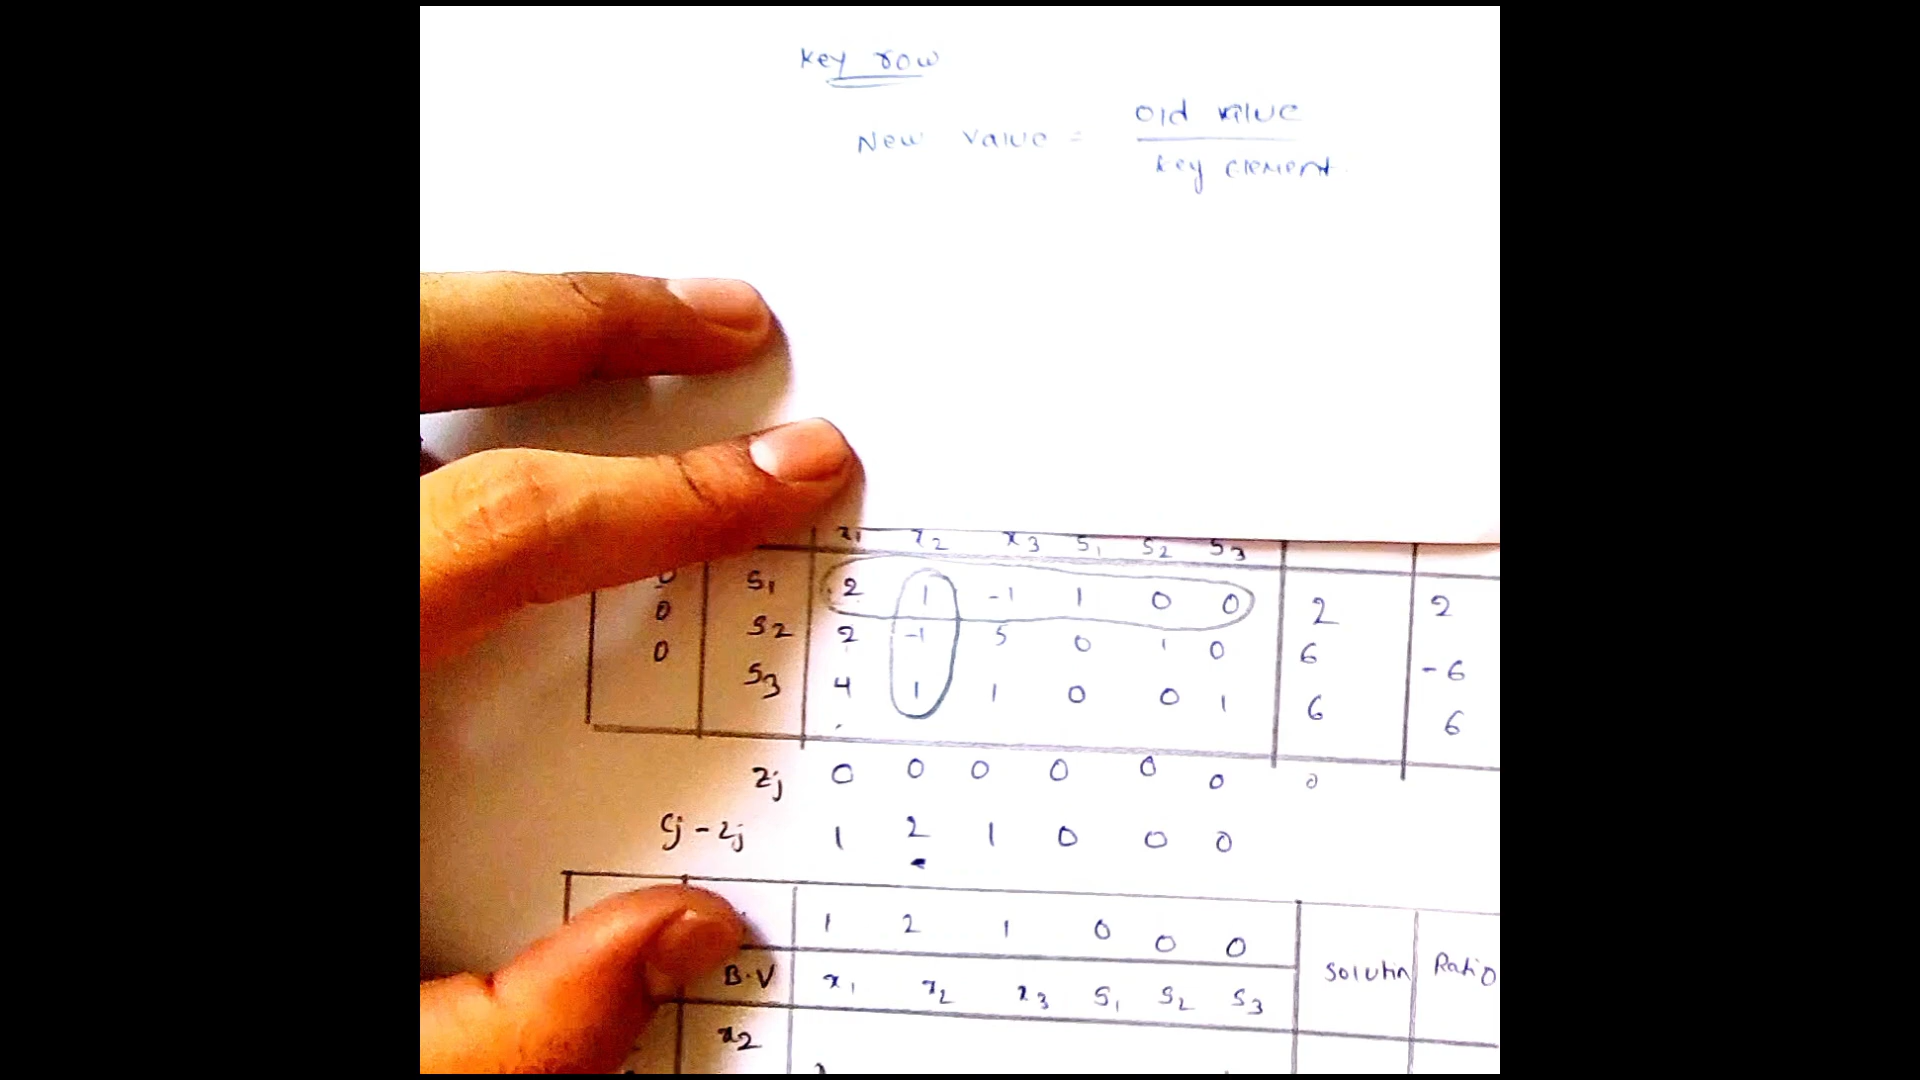 Key row
New value = old value / key element
x1 x2 x3 S1 S2 S3
0 S1 2 1 -1 1 0 0 2 2
0 S2 2 -1 5 0 1 0 6 -6
0 S3 4 1 1 0 0 1 6 6
Zj 0 0 0 0 0 0 0
Cj - Zj 1 2 1 0 0 0
1 2 1 0 0 0
B.V x1 x2 x3 S1 S2 S3 Solutin Ratio
x2